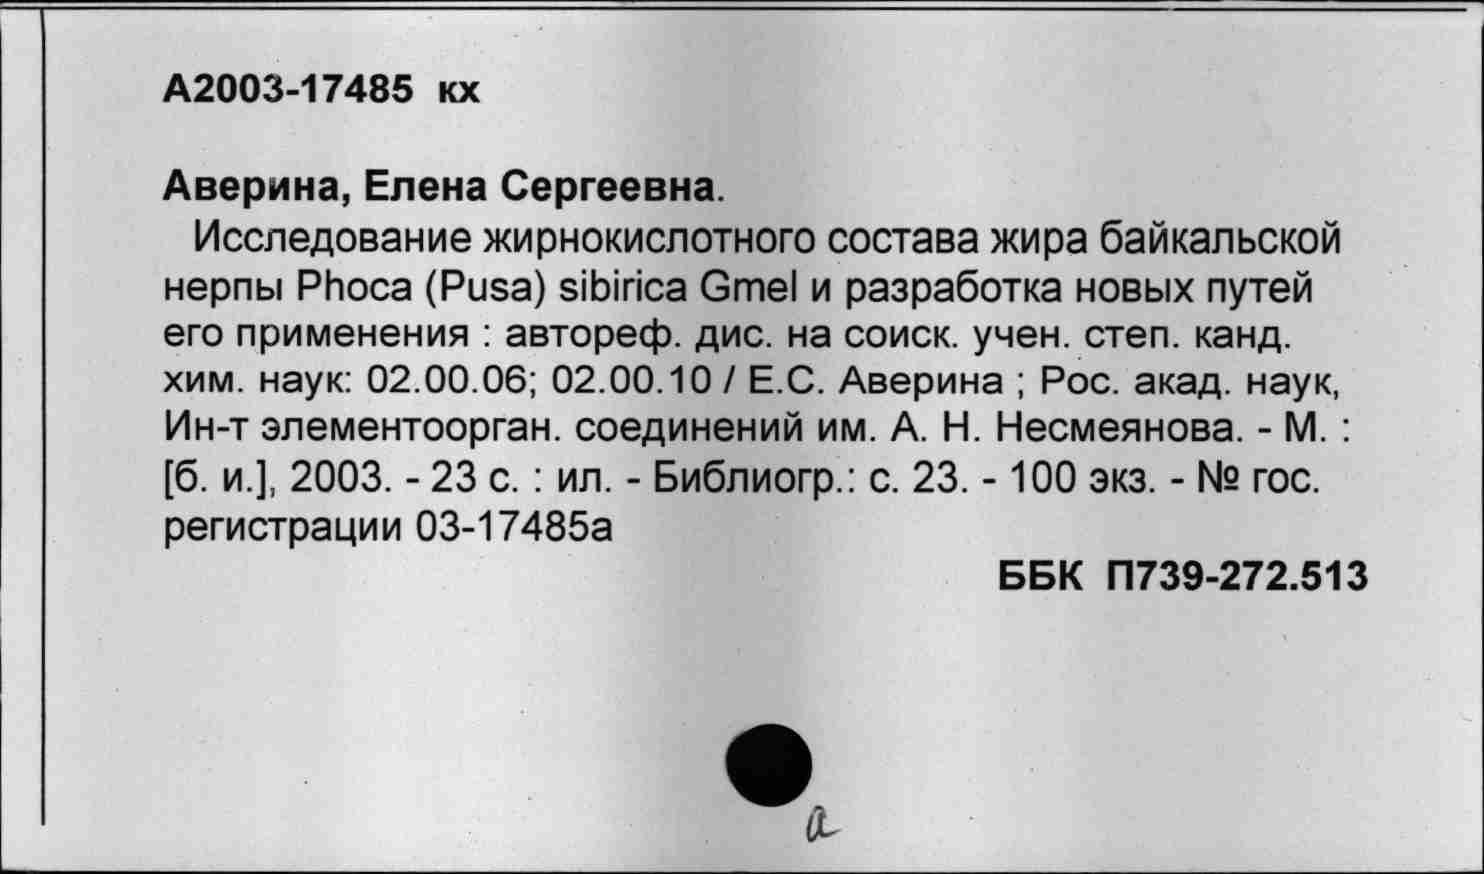 А2003-17485 кх
Аверина, Елена Сергеевна.
Исследование жирнокислотного состава жира байкальской
нерпы Phoca (Pusa) sibirica Gmel и разработка новых путей
его применения : автореф. дис. на соиск. учен. степ. канд.
хим. наук: 02.00.06; 02.00.10 / Е.С. Аверина ; Рос. акад. наук,
Ин-т элементоорган. соединений им. А. Н. Несмеянова. - М. :
[б. и.], 2003. - 23 с. : ил. - Библиогр.: с. 23. - 100 экз. - № гос.
регистрации 03-17485а
ББК П739-272.513
а